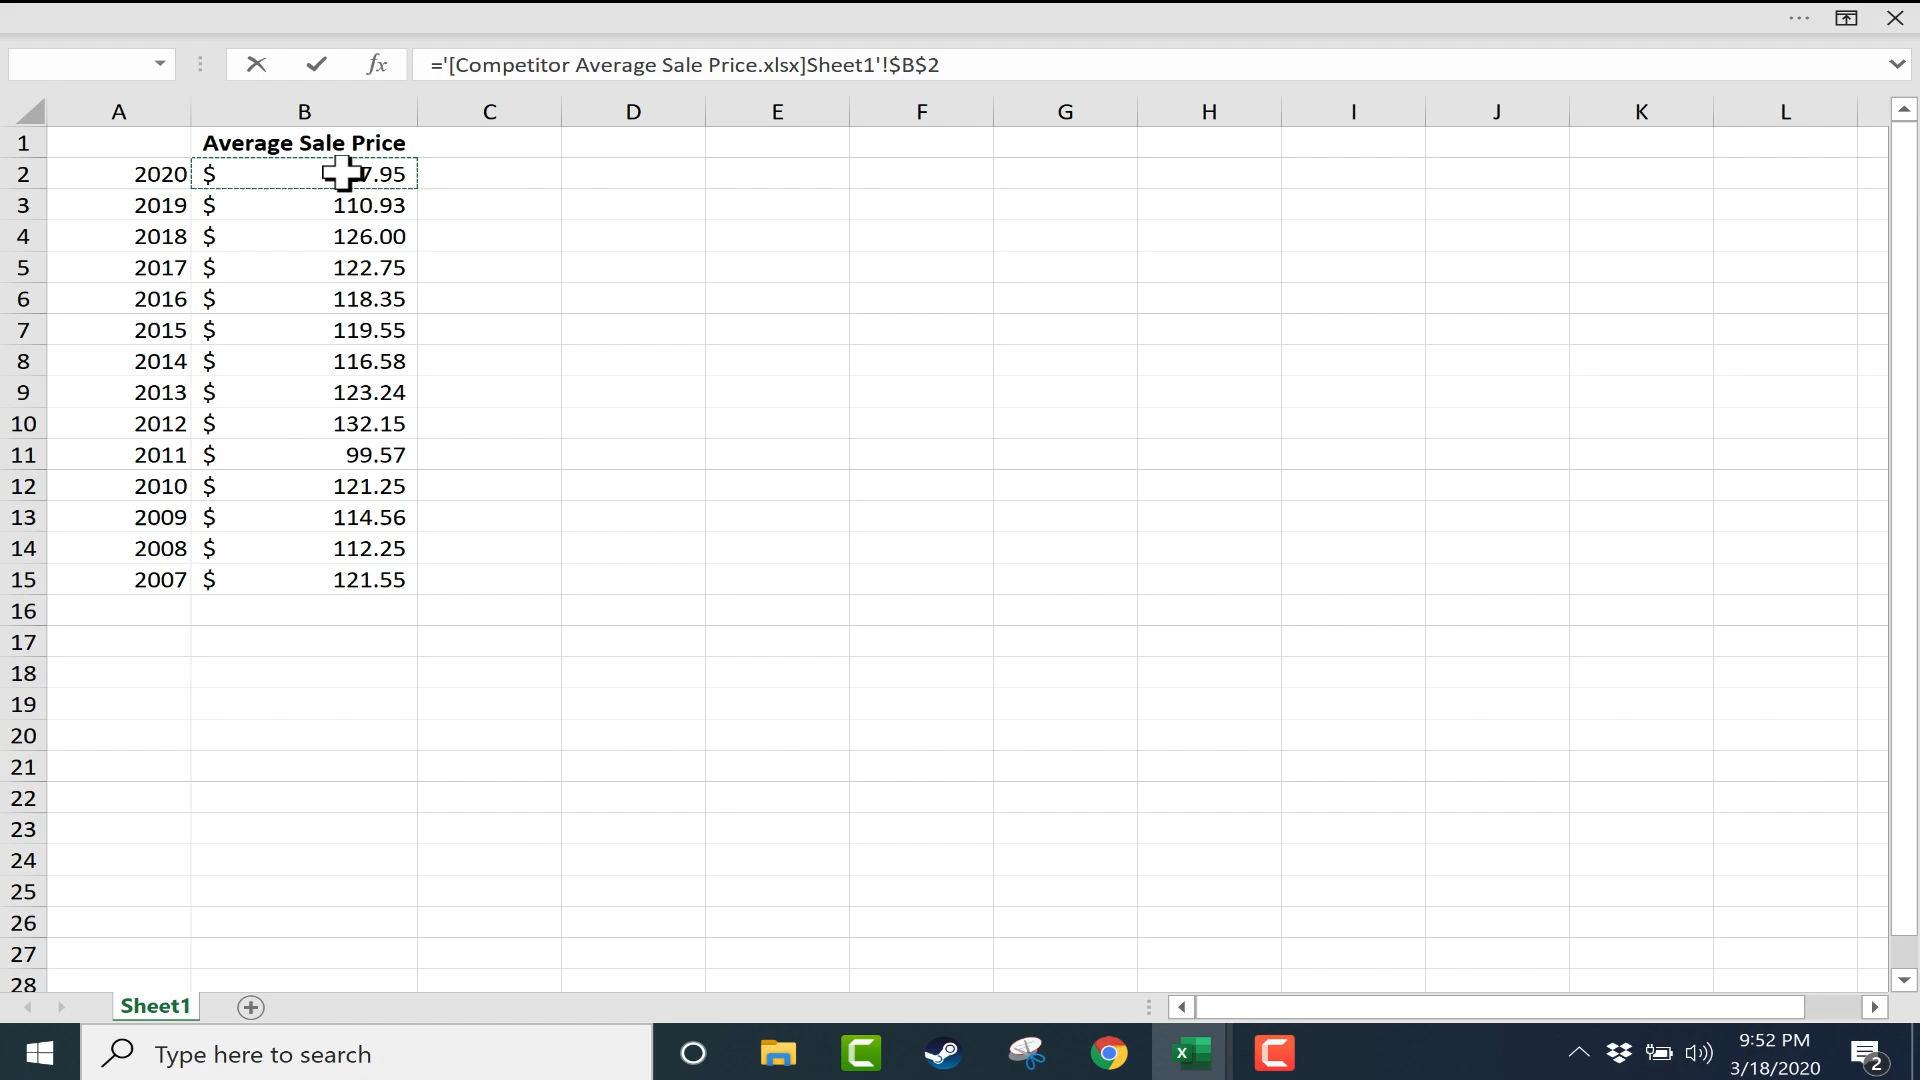 ='[Competitor Average Sale Price.xlsx]Sheet1'!$B$2
A B C D E F G H I J K L
1 Average Sale Price
2 2020 $ 7.95
3 2019 $ 110.93
4 2018 $ 126.00
5 2017 $ 122.75
6 2016 $ 118.35
7 2015 $ 119.55
8 2014 $ 116.58
9 2013 $ 123.24
10 2012 $ 132.15
11 2011 $ 99.57
12 2010 $ 121.25
13 2009 $ 114.56
14 2008 $ 112.25
15 2007 $ 121.55
16
17
18
19
20
21
22
23
24
25
26
27
28
Sheet1
Type here to search
9:52 PM
3/18/2020
2